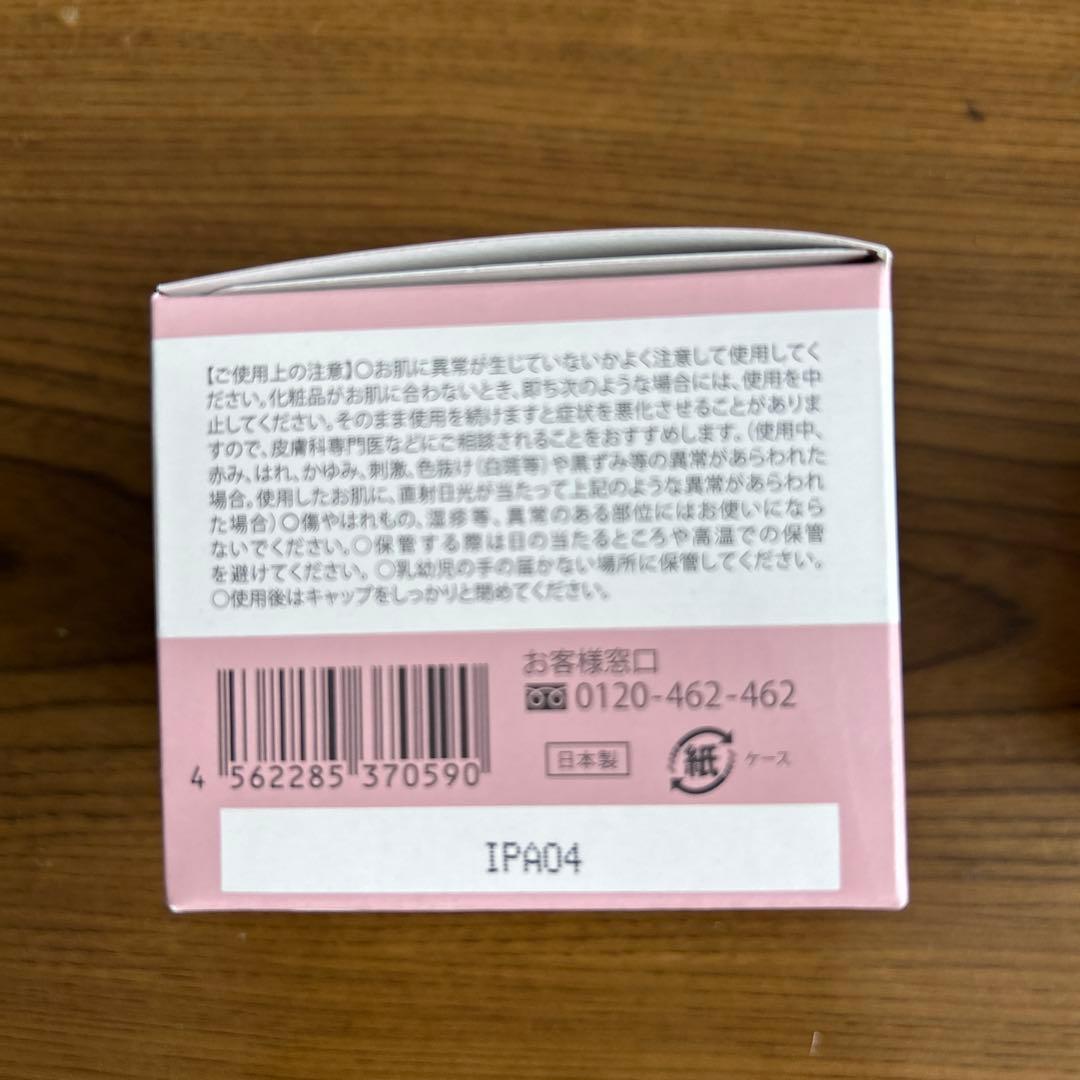 【ご使用上の注意】○お肌に異常が生じていないかよく注意して使用してく
ださい。化粧品がお肌に合わないとき、即ち次のような場合には、使用を中
止してください。そのまま使用を続けますと症状を悪化させることがありま
すので、皮膚科専門医などにご相談されることをおすすめします。(使用中、
赤み、はれ、かゆみ、刺激、色抜け(白斑等)や黒ずみ等の異常があらわれた
場合。使用したお肌に、直射日光が当たって上記のような異常があらわれ
た場合)○傷やはれもの、湿疹等、異常のある部位にはお使いになら
ないでください。○保管する際は日の当たるところや高温での保管
を避けてください。○乳幼児の手の届かない場所に保管してください。
○使用後はキャップをしっかりと閉めてください。
お客様窓口
0120-462-462
日本製
紙 ケース
4 562285 370590
IPA04